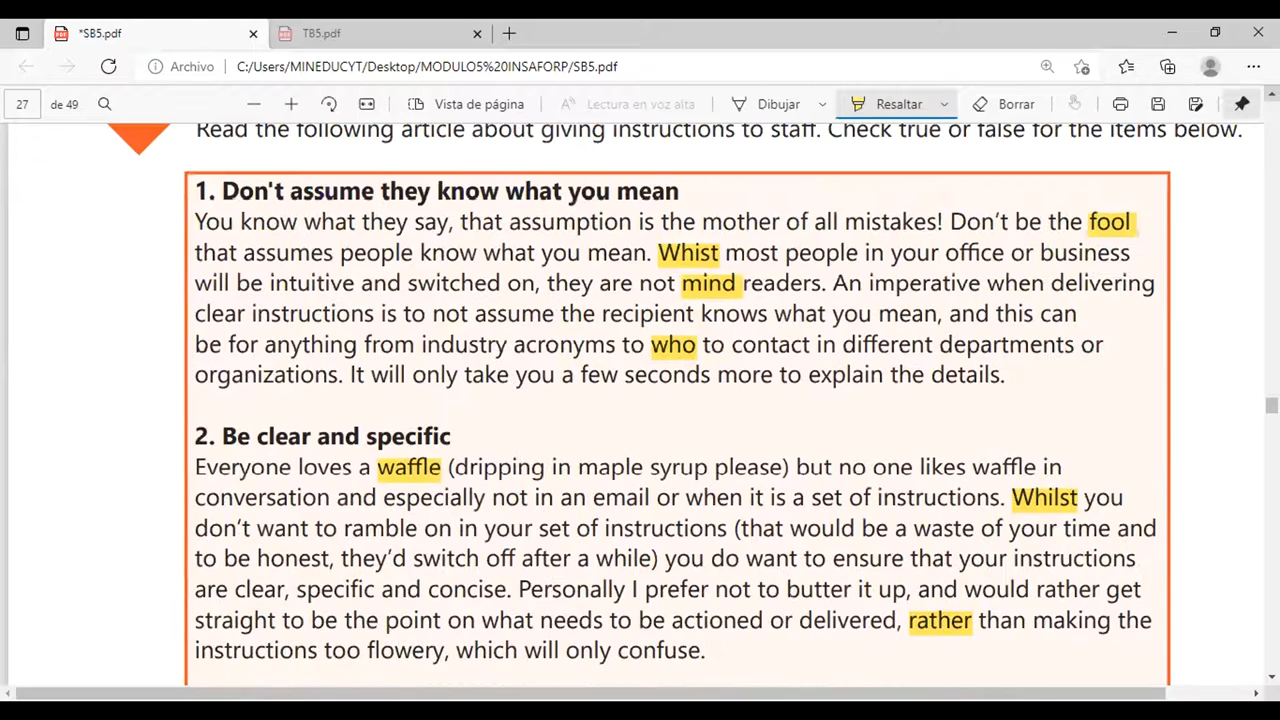 *SB5.pdf
TB5.pdf
Archivo C:/Users/MINEDUCYT/Desktop/MODULO5%20INSAFORP/SB5.pdf
27 de 49 Vista de página Lectura en voz alta Dibujar Resaltar Borrar
Read the following article about giving instructions to staff. Check true or false for the items below.
1. Don't assume they know what you mean
You know what they say, that assumption is the mother of all mistakes! Don't be the fool
that assumes people know what you mean. Whist most people in your office or business
will be intuitive and switched on, they are not mind readers. An imperative when delivering
clear instructions is to not assume the recipient knows what you mean, and this can
be for anything from industry acronyms to who to contact in different departments or
organizations. It will only take you a few seconds more to explain the details.
2. Be clear and specific
Everyone loves a waffle (dripping in maple syrup please) but no one likes waffle in
conversation and especially not in an email or when it is a set of instructions. Whilst you
don't want to ramble on in your set of instructions (that would be a waste of your time and
to be honest, they'd switch off after a while) you do want to ensure that your instructions
are clear, specific and concise. Personally I prefer not to butter it up, and would rather get
straight to be the point on what needs to be actioned or delivered, rather than making the
instructions too flowery, which will only confuse.